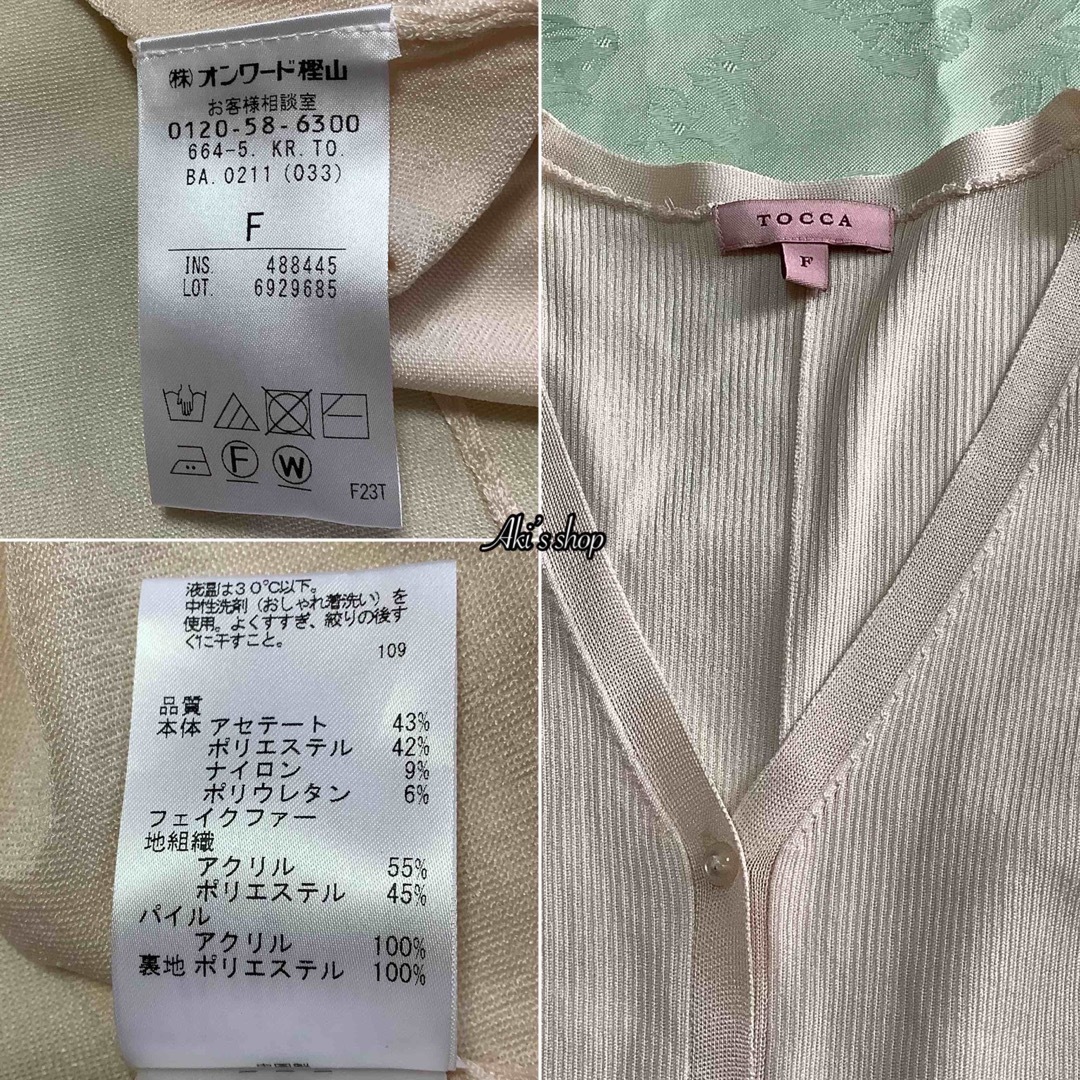 (株)オンワード樫山
お客様相談室
0120-58-6300
664-5. KR. TO.
BA. 0211 (033)
F
INS. 488445
LOT. 6929685
F
W
F23T
TOCCA
F
Aki's shop
液温は30℃以下。
中性洗剤(おしゃれ着洗い)を
使用。よくすすぎ、絞りの後す
ぐに干すこと。
109
品質
本体 アセテート 43%
ポリエステル 42%
ナイロン 9%
ポリウレタン 6%
フェイクファー
地組織
アクリル 55%
ポリエステル 45%
パイル
アクリル 100%
裏地 ポリエステル 100%